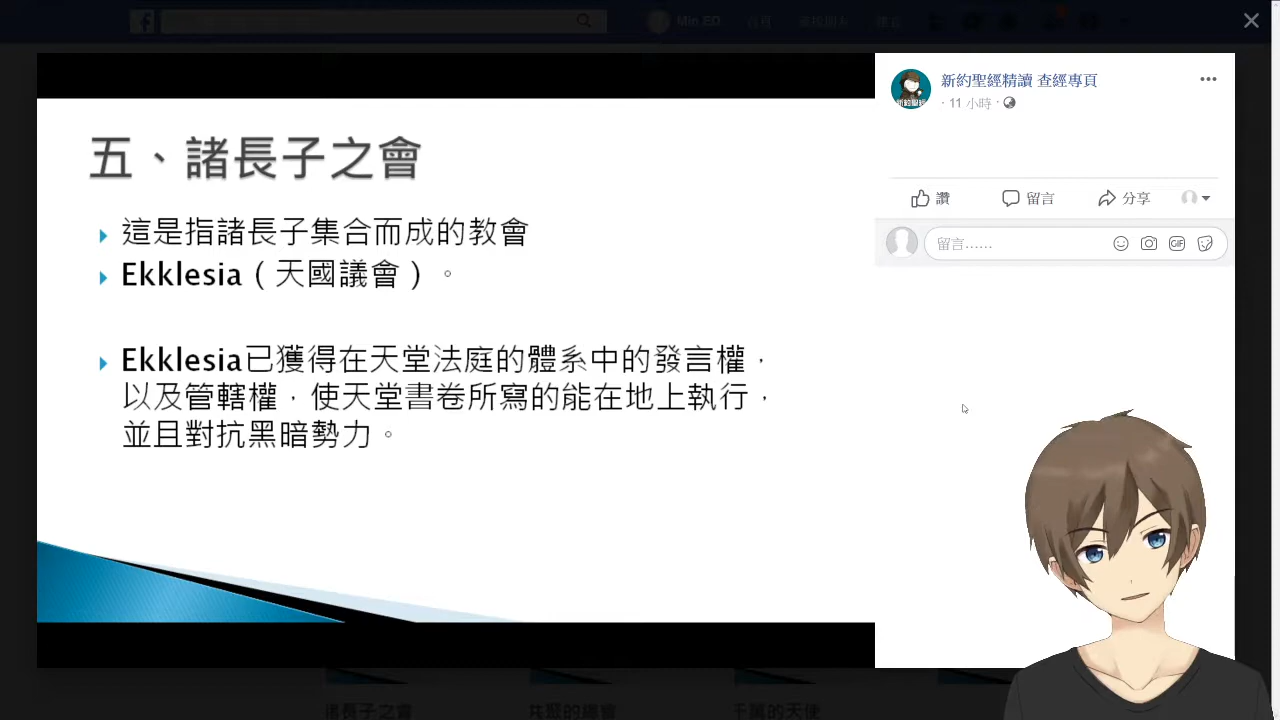 Min EO
五、諸長子之會
這是指諸長子集合而成的教會
Ekklesia（天國議會）。
Ekklesia已獲得在天堂法庭的體系中的發言權，
以及管轄權，使天堂書卷所寫的能在地上執行，
並且對抗黑暗勢力。
新約聖經精讀 查經專頁
· 11 小時 ·
讚
留言
分享
留言……
GIF
諸長子之會
共聚的總會
千萬的天使